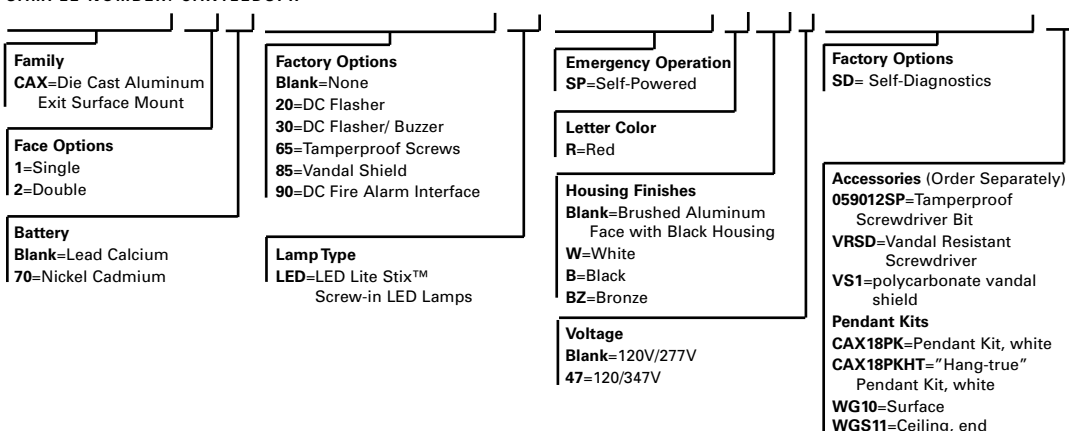 Family
CAX=Die Cast Aluminum
Exit Surface Mount
Face Options
1=Single
2=Double
Battery
Blank=Lead Calcium
70=Nickel Cadmium
Factory Options
Blank=None
20=DC Flasher
30=DC Flasher/ Buzzer
65=Tamperproof Screws
85=Vandal Shield
90=DC Fire Alarm Interface
Lamp Type
LED=LED Lite Stix™
Screw-in LED Lamps
Emergency Operation
SP=Self-Powered
Letter Color
R=Red
Housing Finishes
Blank=Brushed Aluminum
Face with Black Housing
W=White
B=Black
BZ=Bronze
Voltage
Blank=120V/277V
47=120/347V
Factory Options
SD= Self-Diagnostics
Accessories (Order Separately)
059012SP=Tamperproof
Screwdriver Bit
VRSD=Vandal Resistant
Screwdriver
VS1=polycarbonate vandal
shield
Pendant Kits
CAX18PK=Pendant Kit, white
CAX18PKHT="Hang-true"
Pendant Kit, white
WG10=Surface
WGS11=Ceiling, end